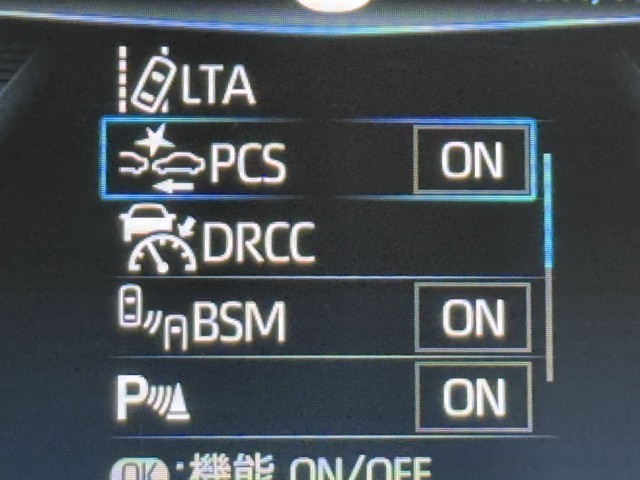 LTA
PCS ON
DRCC
BSM ON
P ON
OK:機能 ON/OFF